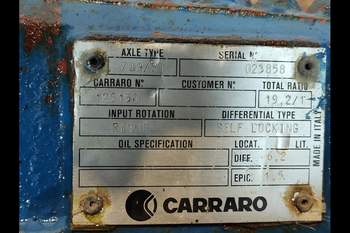 AXLE TYPE SERIAL N°
023858
CARRARO N° CUSTOMER N° TOTAL RATIO
19,2/1
INPUT ROTATION DIFFERENTIAL TYPE
SELF LOCKING
OIL SPECIFICATION LOCAT. LIT.
DIFF.
EPIC.
MADE IN ITALY
CARRARO